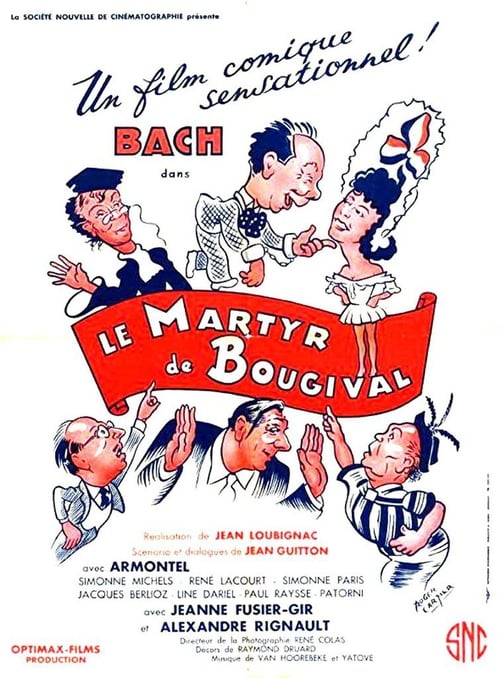 La SOCIÉTÉ NOUVELLE DE CINÉMATOGRAPHIE présente
Un film comique
sensationnel!
BACH
dans
LE MARTYR
de BOUGIVAL
Réalisation de JEAN LOUBIGNAC
Scénario et dialogues de JEAN GUITTON
avec ARMONTEL
SIMONNE MICHELS - RENÉ LACOURT - SIMONNE PARIS
JACQUES BERLIOZ - LINE DARIEL - PAUL RAYSSE - PATORNI
avec JEANNE FUSIER-GIR
et ALEXANDRE RIGNAULT
Directeur de la Photographie RENÉ COLAS
Décors de RAYMOND DRUARD
Musique de VAN HOOREBEKE et YATOVE
OPTIMAX-FILMS
PRODUCTION
ROGER
CARTIER
SNC